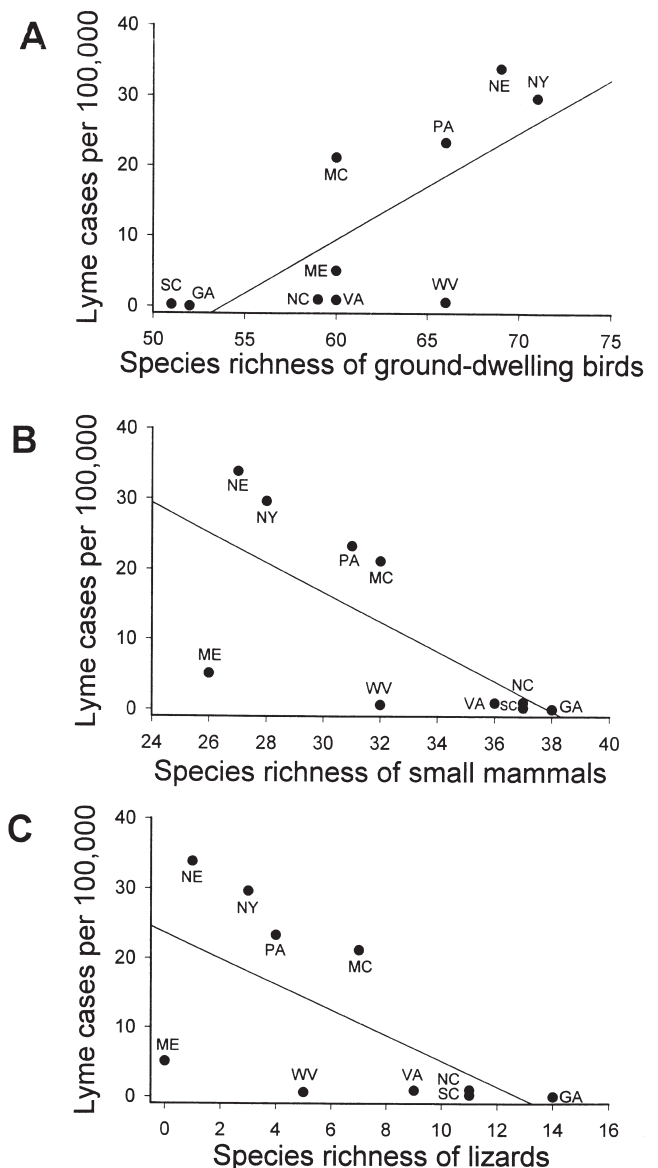 A
Lyme cases per 100,000
40
30
20
10
0
NE
NY
PA
MC
ME
SC
GA
NC
VA
WV
50 55 60 65 70 75
Species richness of ground-dwelling birds
B
Lyme cases per 100,000
40
30
20
10
0
NE
NY
PA
MC
ME
WV
NC
VA
SC
GA
24 26 28 30 32 34 36 38 40
Species richness of small mammals
C
Lyme cases per 100,000
40
30
20
10
0
NE
NY
PA
MC
ME
WV
VA
NC
SC
GA
0 2 4 6 8 10 12 14 16
Species richness of lizards